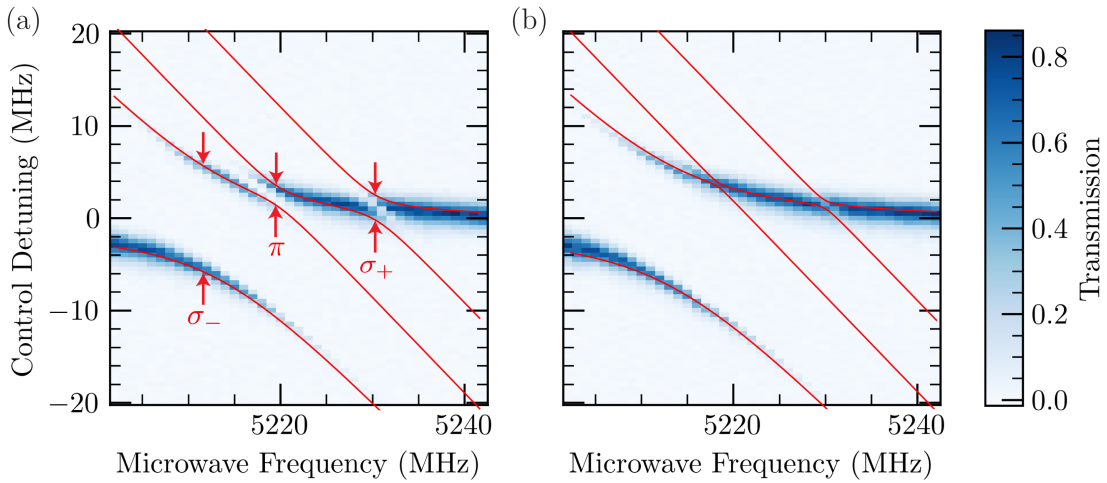 (a)
(b)
Control Detuning (MHz)
20
10
0
−10
−20
σ₋
π
σ₊
5220
5240
Microwave Frequency (MHz)
5220
5240
Microwave Frequency (MHz)
0.8
0.6
0.4
0.2
0.0
Transmission